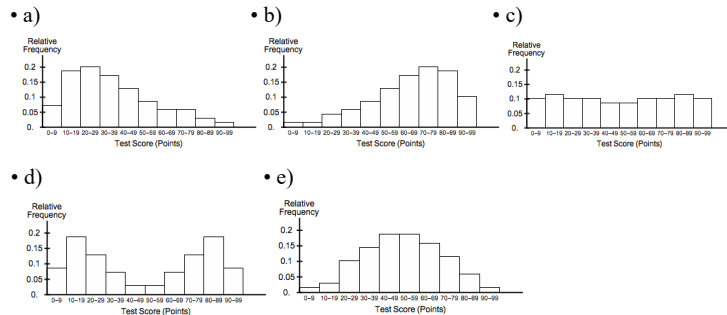 • a)
Relative
Frequency
0.2
0.15
0.1
0.05
0.
0–9 10–19 20–29 30–39 40–49 50–59 60–69 70–79 80–89 90–99
Test Score (Points)
• b)
Relative
Frequency
0.2
0.15
0.1
0.05
0.
0–9 10–19 20–29 30–39 40–49 50–59 60–69 70–79 80–89 90–99
Test Score (Points)
• c)
Relative
Frequency
0.2
0.15
0.1
0.05
0.
0–9 10–19 20–29 30–39 40–49 50–59 60–69 70–79 80–89 90–99
Test Score (Points)
• d)
Relative
Frequency
0.2
0.15
0.1
0.05
0.
0–9 10–19 20–29 30–39 40–49 50–59 60–69 70–79 80–89 90–99
Test Score (Points)
• e)
Relative
Frequency
0.2
0.15
0.1
0.05
0.
0–9 10–19 20–29 30–39 40–49 50–59 60–69 70–79 80–89 90–99
Test Score (Points)